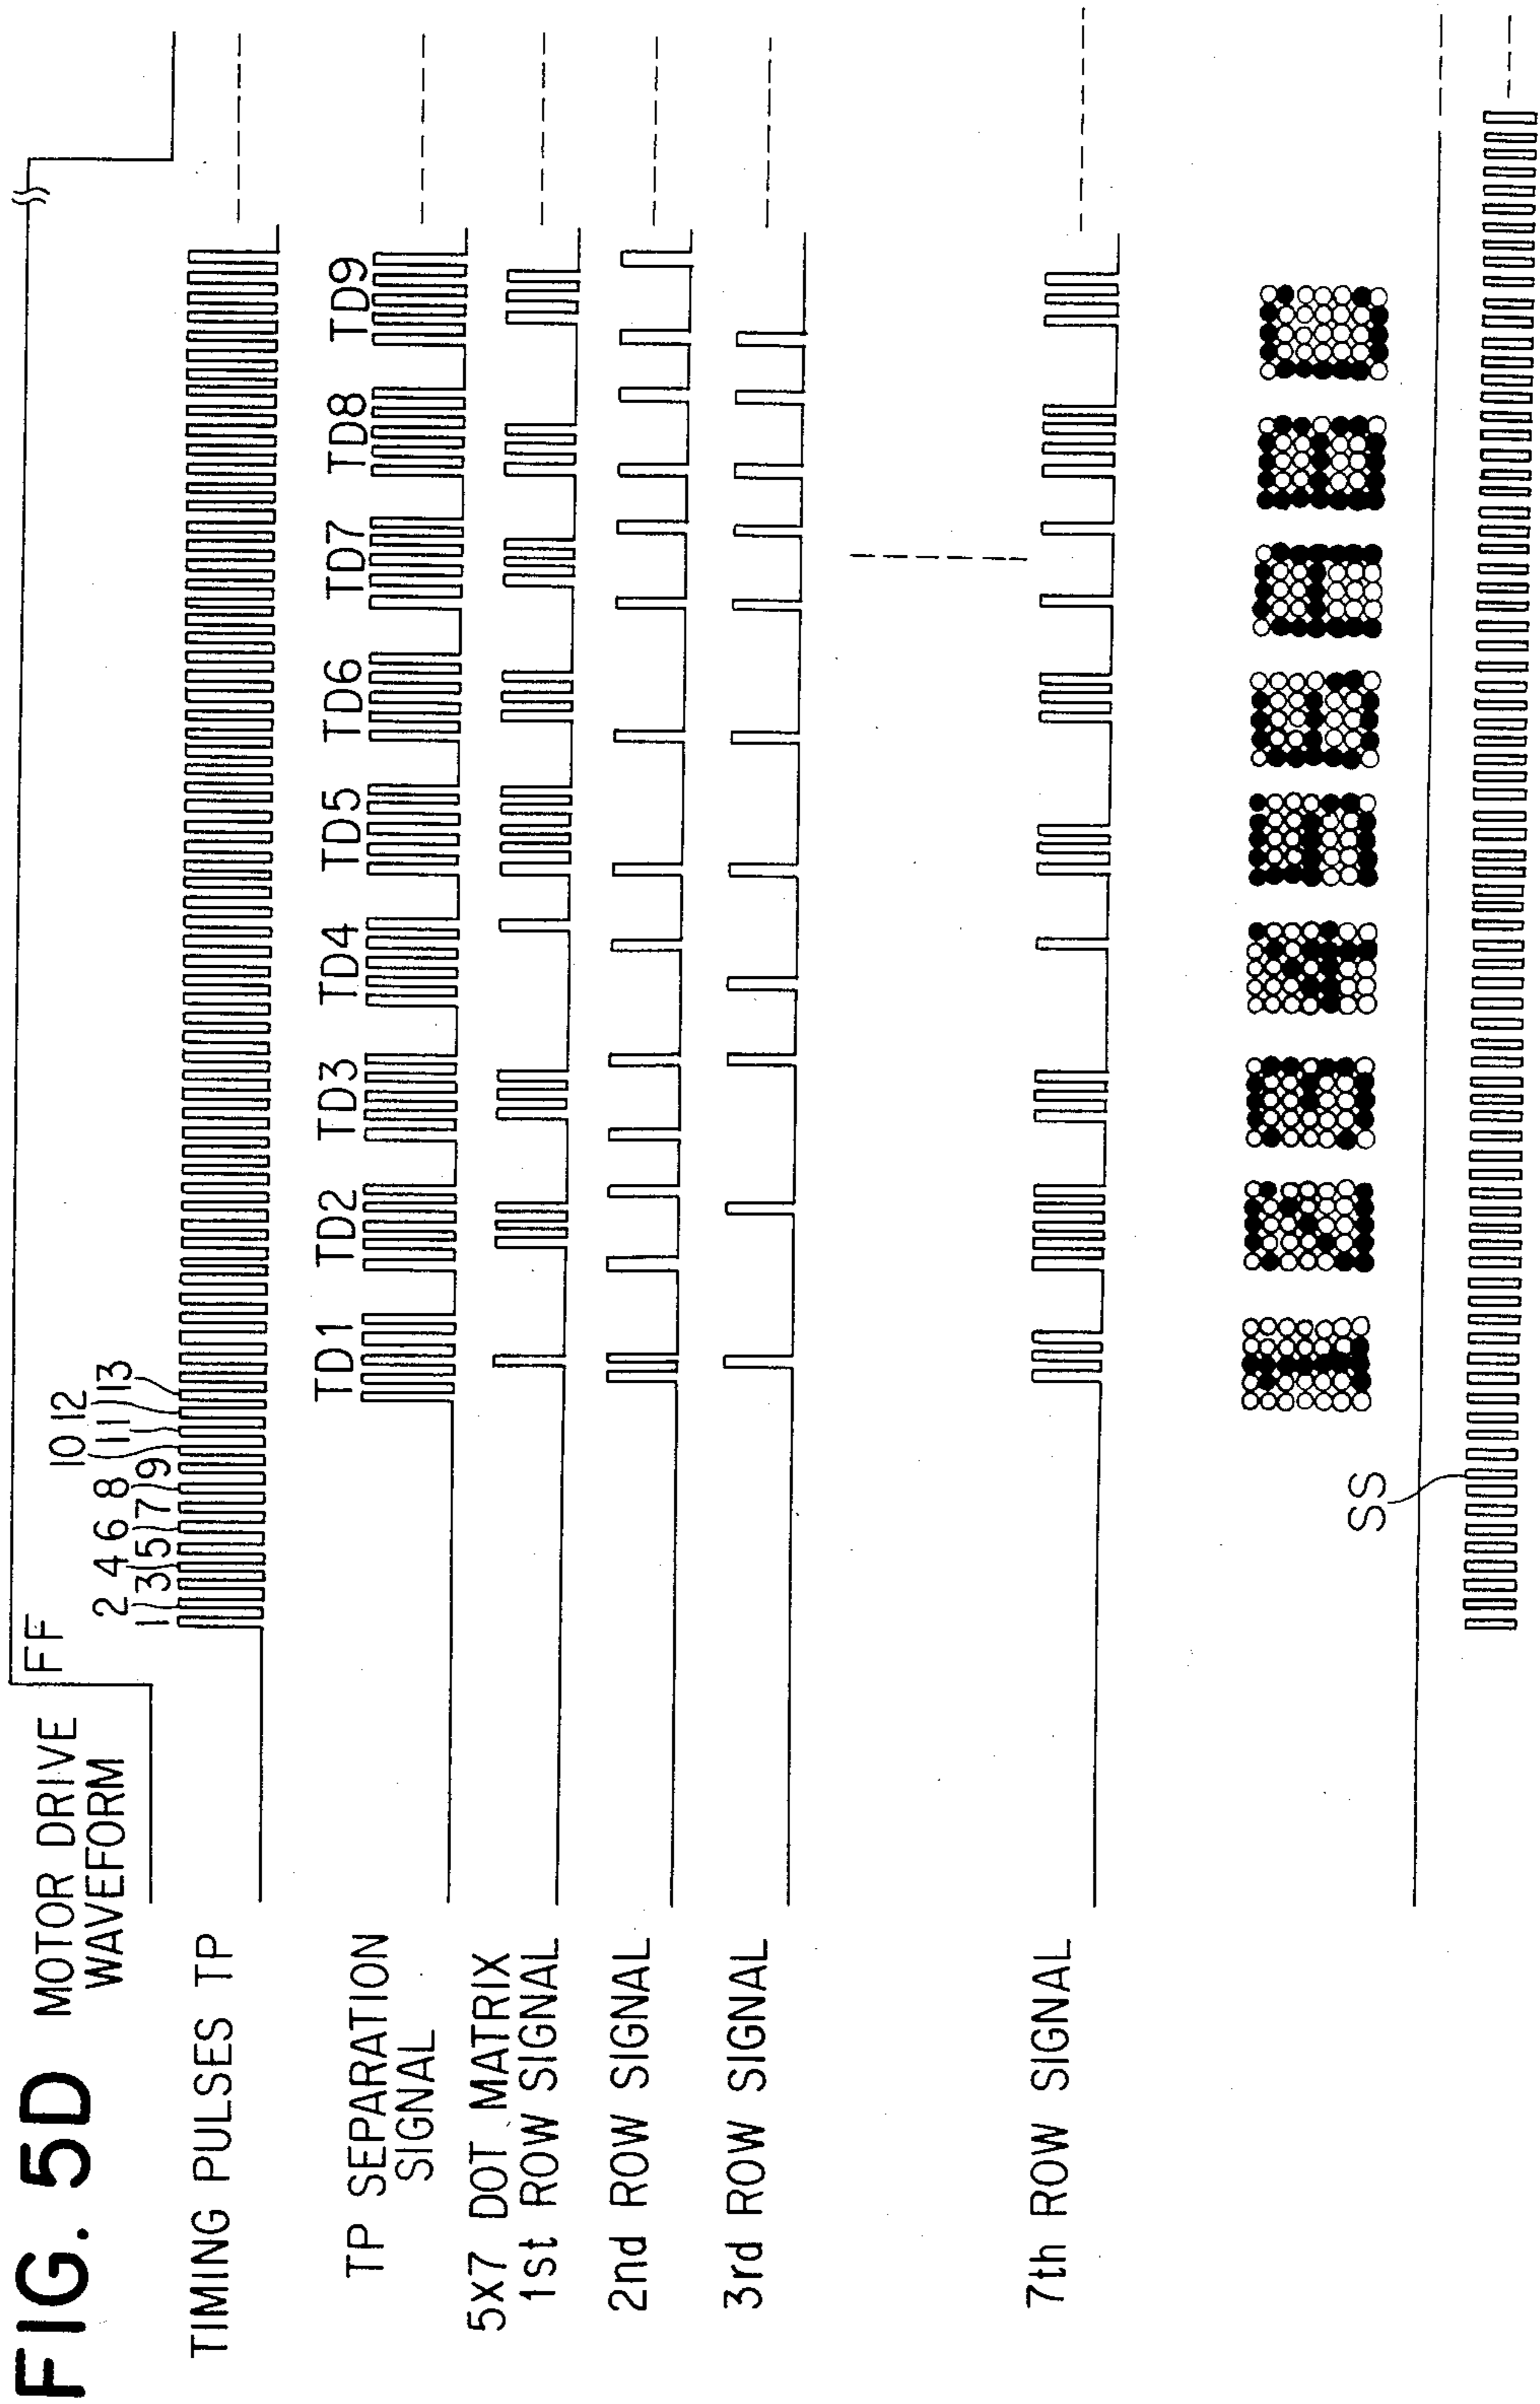 FIG. 5D
MOTOR DRIVE
WAVEFORM
FF
TIMING PULSES TP
1 2 3 4 5 6 7 8 9 10 11 12 13
TP SEPARATION
SIGNAL
TD1 TD2 TD3 TD4 TD5 TD6 TD7 TD8 TD9
5X7 DOT MATRIX
1st ROW SIGNAL
2nd ROW SIGNAL
3rd ROW SIGNAL
7th ROW SIGNAL
SS